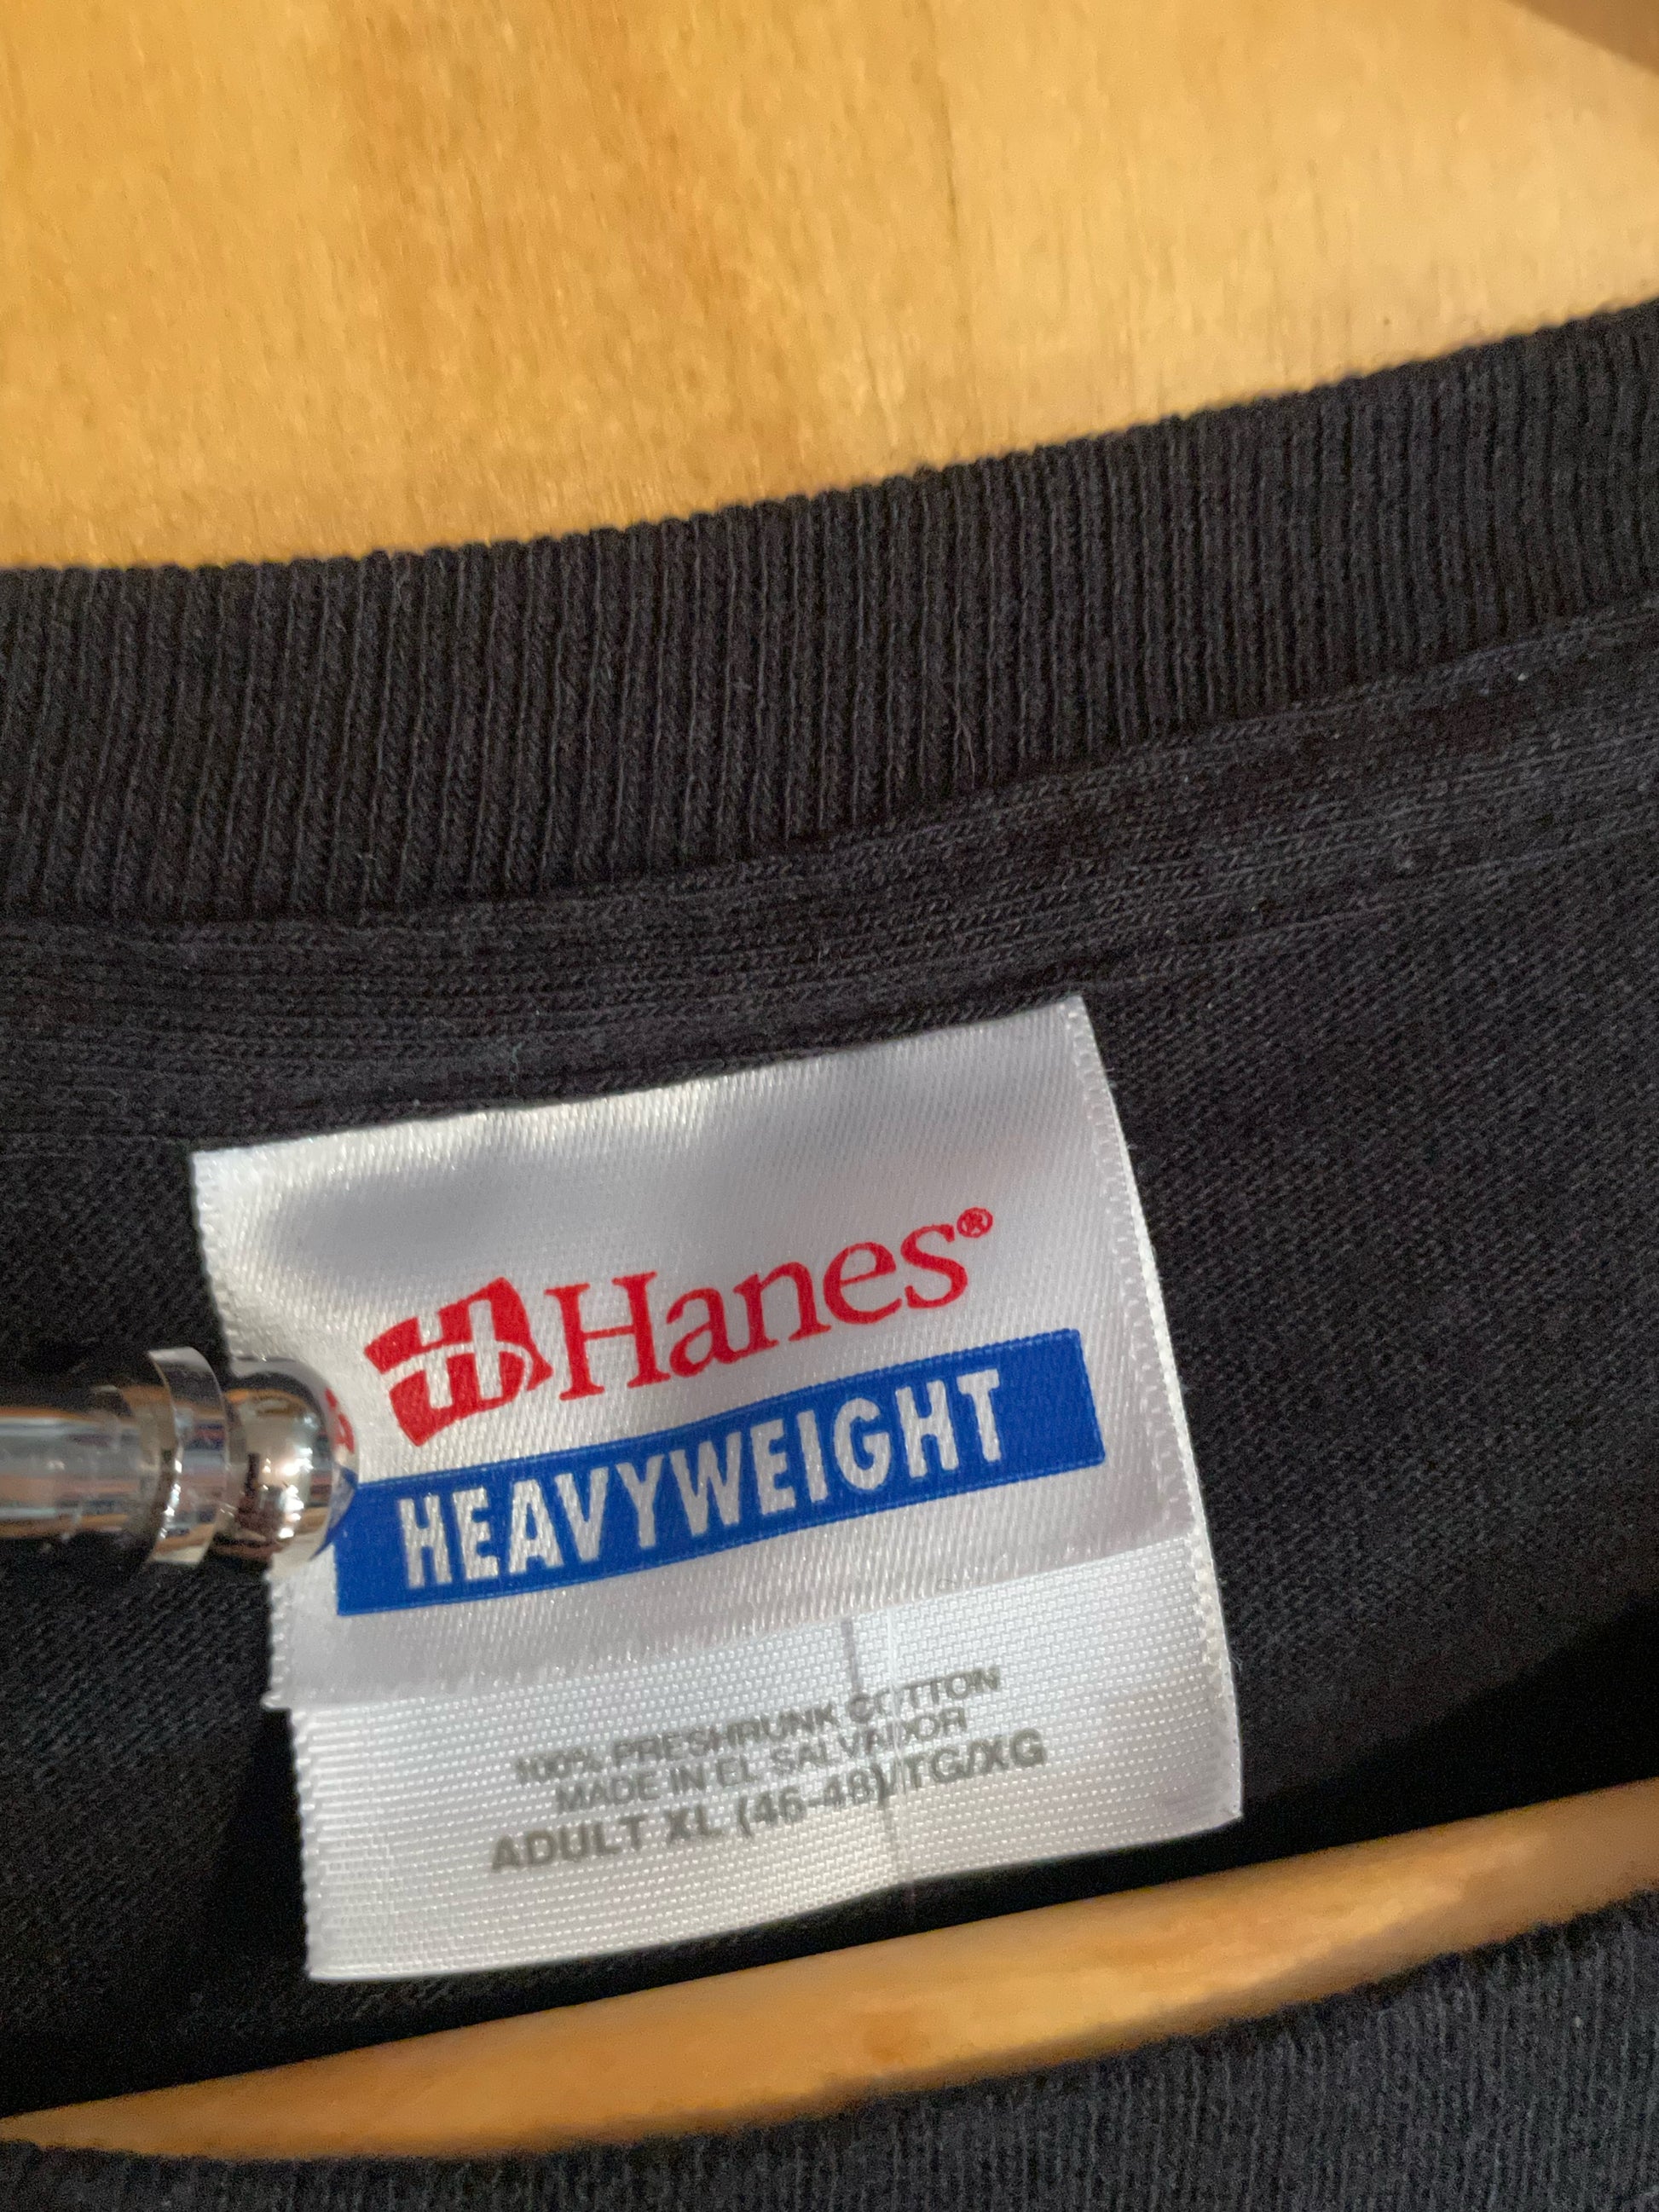 Hanes®
HEAVYWEIGHT
100% PRESHRUNK COTTON
MADE IN EL SALVADOR
ADULT XL (46-48)/TG/XG